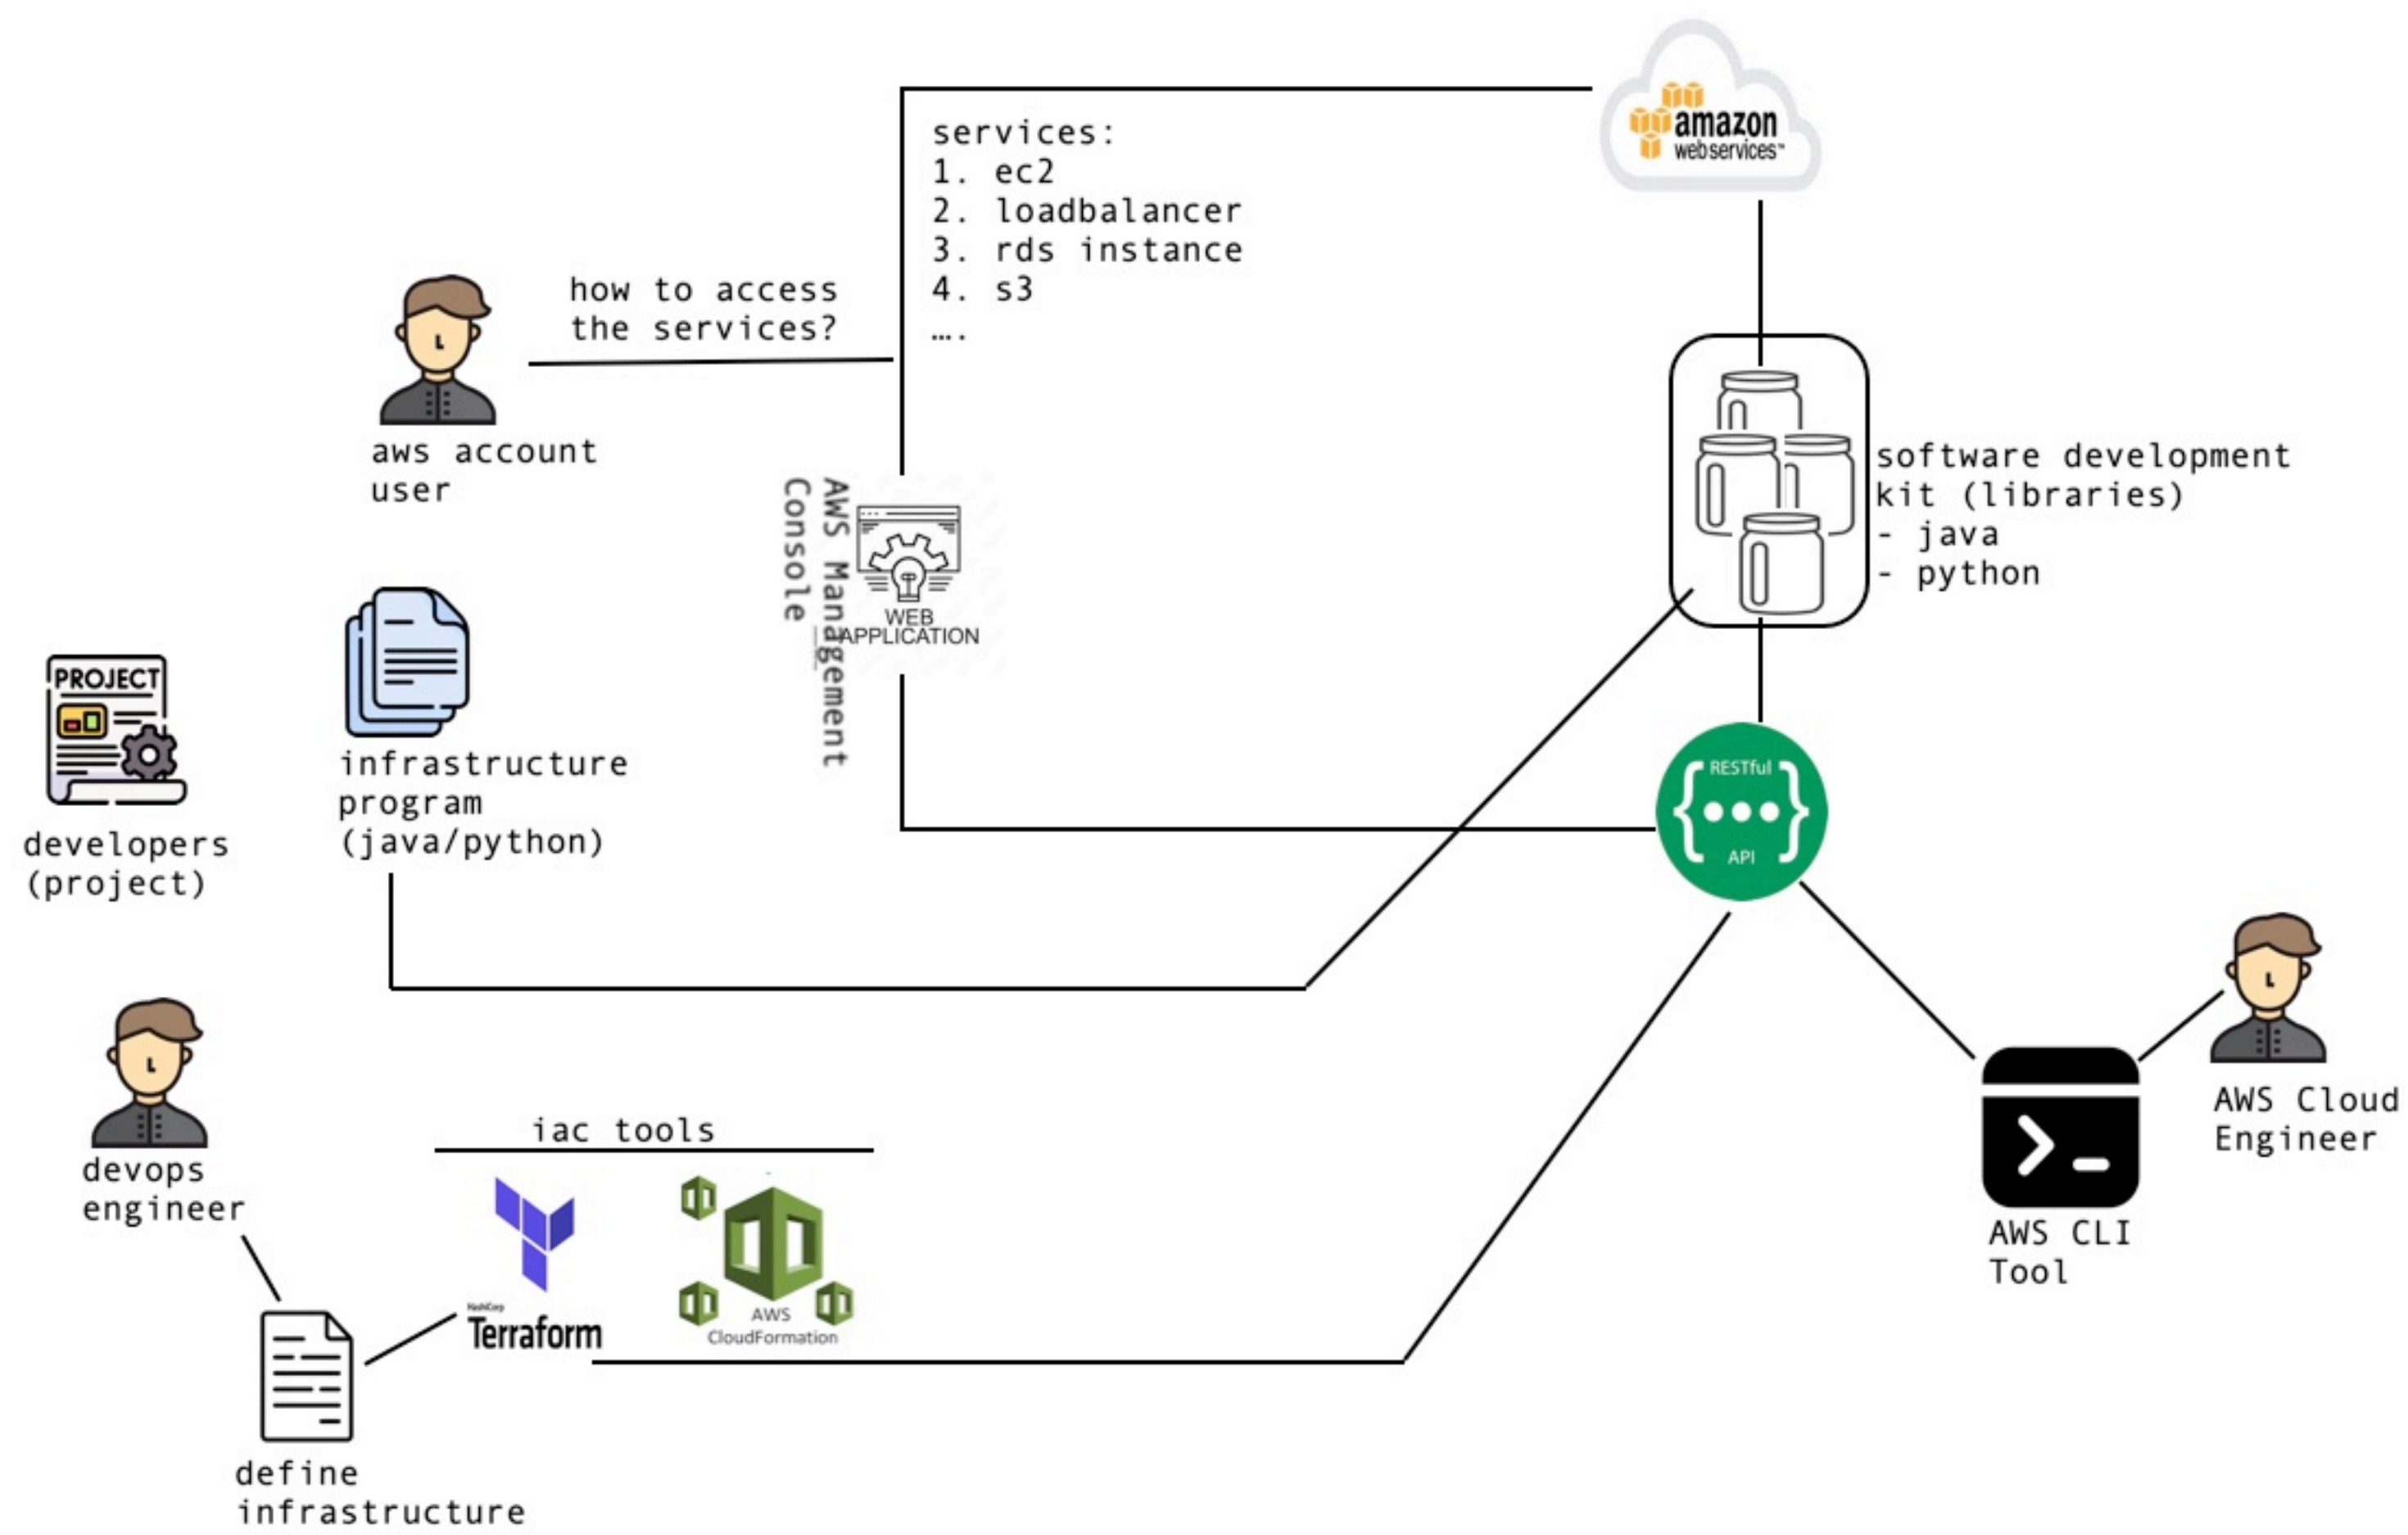 amazon
webservices™
services:
1. ec2
2. loadbalancer
3. rds instance
4. s3
….
how to access
the services?
aws account
user
AWS Management
Console
WEB
APPLICATION
software development
kit (libraries)
- java
- python
PROJECT
developers
(project)
infrastructure
program
(java/python)
RESTful
API
devops
engineer
iac tools
HashiCorp
Terraform
AWS
CloudFormation
AWS Cloud
Engineer
AWS CLI
Tool
define
infrastructure